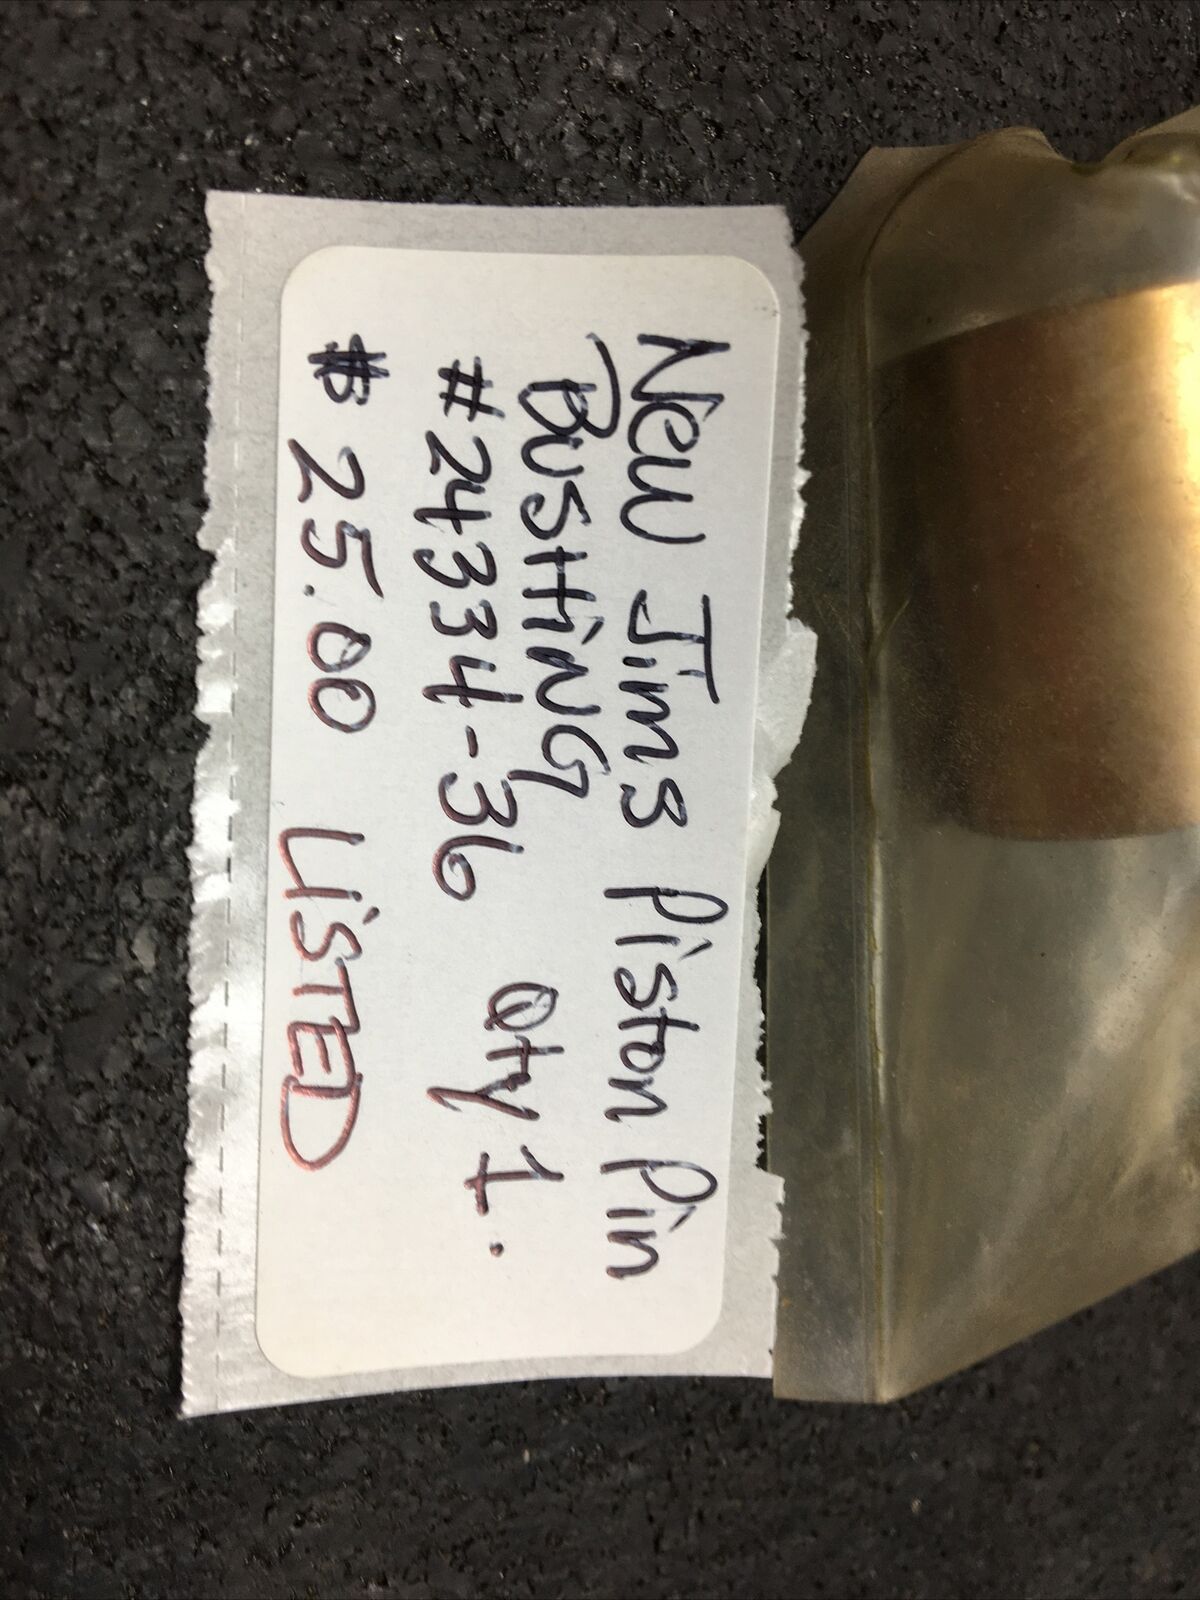 New Jims Piston Pin
BUSHiNG
#24334-36 Qty 1.
$ 25.00 LiSTED